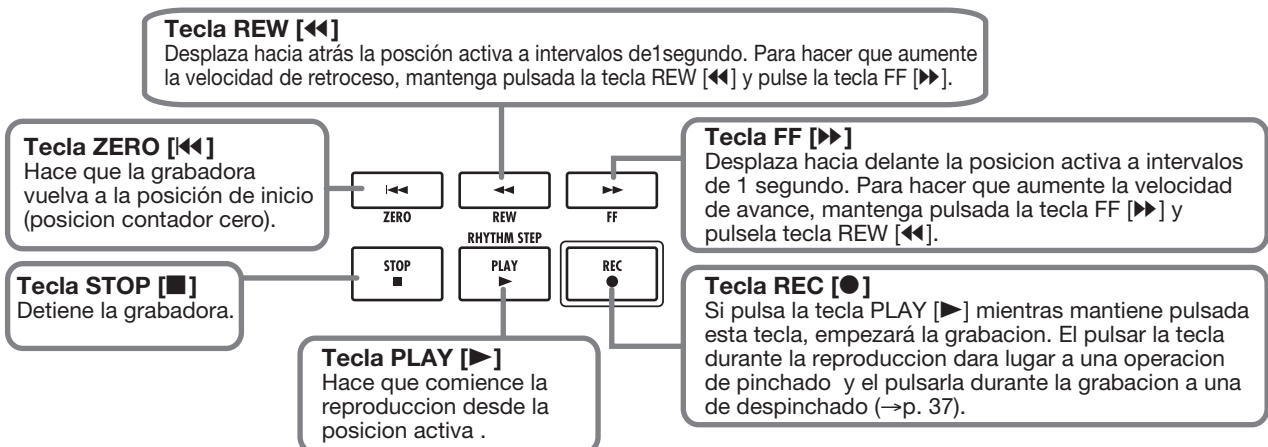 Tecla REW [◀◀]
Desplaza hacia atrás la posción activa a intervalos de1segundo. Para hacer que aumente
la velocidad de retroceso, mantenga pulsada la tecla REW [◀◀] y pulse la tecla FF [▶▶].
Tecla ZERO [|◀◀]
Hace que la grabadora
vuelva a la posición de inicio
(posicion contador cero).
Tecla FF [▶▶]
Desplaza hacia delante la posicion activa a intervalos
de 1 segundo. Para hacer que aumente la velocidad
de avance, mantenga pulsada la tecla FF [▶▶] y
pulsela tecla REW [◀◀].
|◀◀ ◀◀ ▶▶
ZERO REW FF
RHYTHM STEP
STOP PLAY REC
■ ▶ ●
Tecla STOP [■]
Detiene la grabadora.
Tecla PLAY [▶]
Hace que comience la
reproduccion desde la
posicion activa .
Tecla REC [●]
Si pulsa la tecla PLAY [▶] mientras mantiene pulsada
esta tecla, empezará la grabacion. El pulsar la tecla
durante la reproduccion dara lugar a una operacion
de pinchado  y el pulsarla durante la grabacion a una
de despinchado (→p. 37).